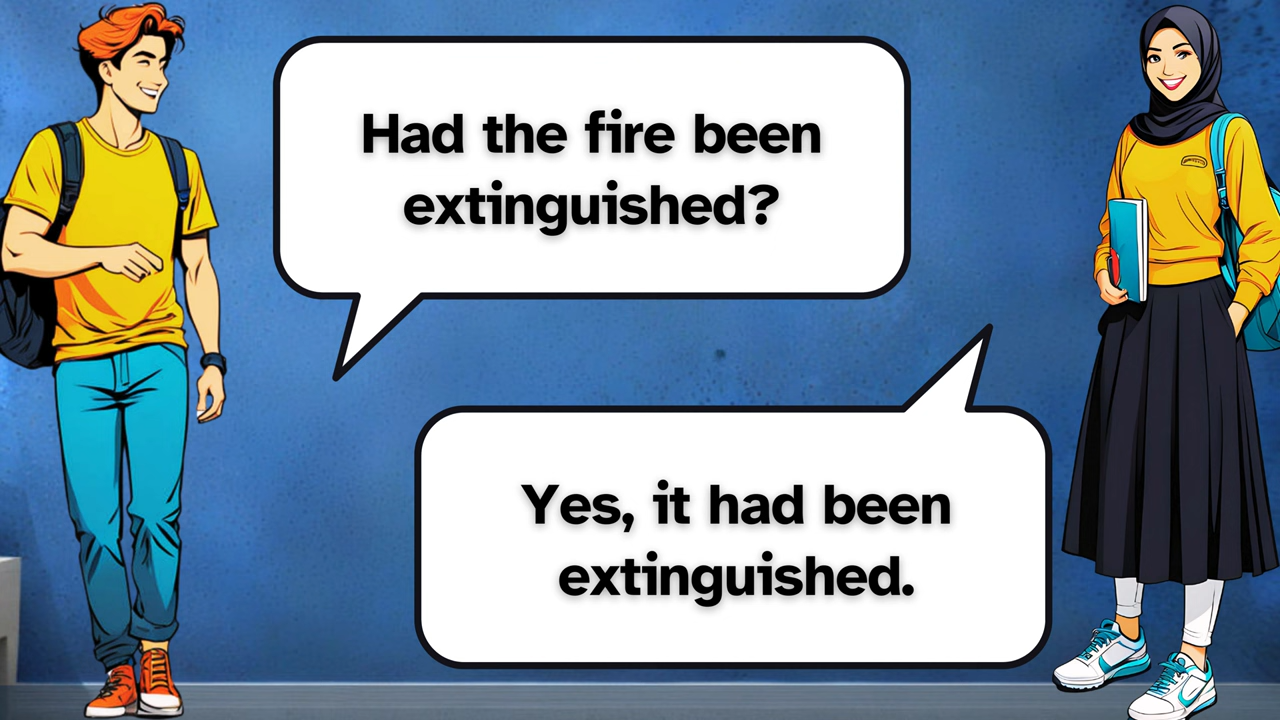 Had the fire been
extinguished?
Yes, it had been
extinguished.